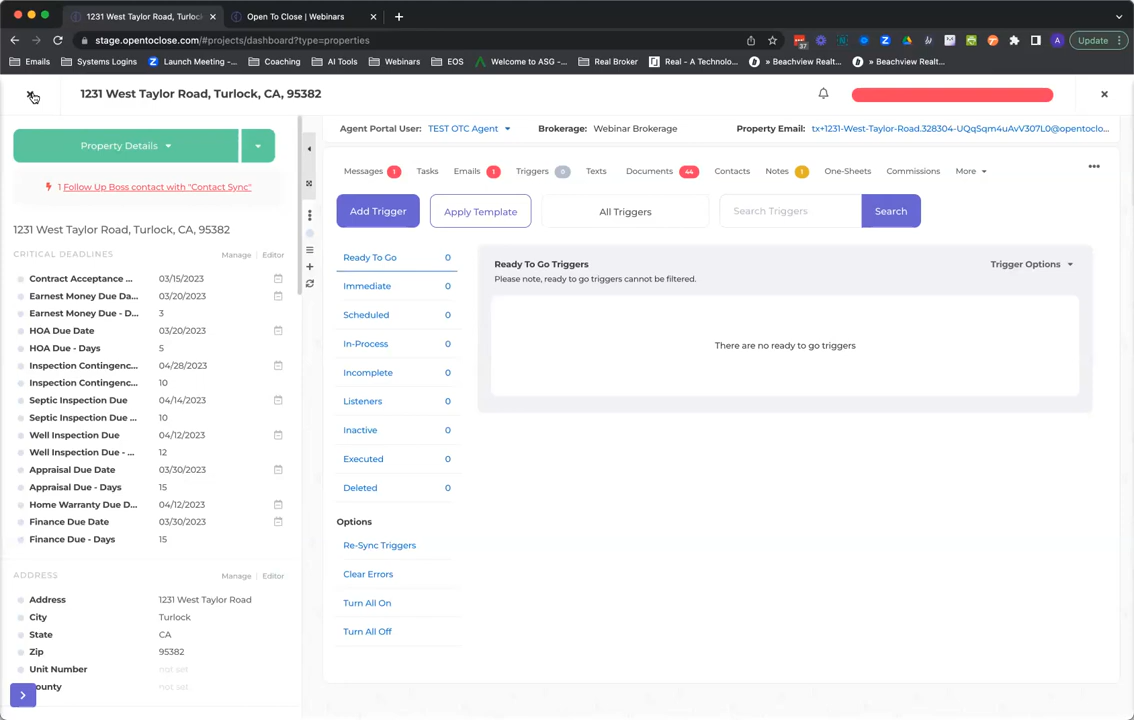 1231 West Taylor Road, Turlock
Open To Close | Webinars
stage.opentoclose.com/#projects/dashboard?type=properties
37
A
Update
Emails
Systems Logins
Launch Meeting -...
Coaching
AI Tools
Webinars
EOS
Welcome to ASG -...
Real Broker
Real - A Technolo...
» Beachview Realt...
» Beachview Realt...
1231 West Taylor Road, Turlock, CA, 95382
Property Details
1 Follow Up Boss contact with "Contact Sync"
1231 West Taylor Road, Turlock, CA, 95382
CRITICAL DEADLINES
Manage | Editor
Contract Acceptance ... 03/15/2023
Earnest Money Due Da... 03/20/2023
Earnest Money Due - D... 3
HOA Due Date 03/20/2023
HOA Due - Days 5
Inspection Contingenc... 04/28/2023
Inspection Contingenc... 10
Septic Inspection Due 04/14/2023
Septic Inspection Due ... 10
Well Inspection Due 04/12/2023
Well Inspection Due - ... 12
Appraisal Due Date 03/30/2023
Appraisal Due - Days 15
Home Warranty Due D... 04/12/2023
Finance Due Date 03/30/2023
Finance Due - Days 15
ADDRESS
Manage | Editor
Address 1231 West Taylor Road
City Turlock
State CA
Zip 95382
Unit Number not set
ounty not set
Agent Portal User: TEST OTC Agent
Brokerage: Webinar Brokerage
Property Email: tx+1231-West-Taylor-Road.328304-UQqSqm4uAvV307L0@opentoclo...
Messages 1
Tasks
Emails 1
Triggers 0
Texts
Documents 44
Contacts
Notes 1
One-Sheets
Commissions
More
Add Trigger
Apply Template
All Triggers
Search Triggers
Search
Ready To Go 0
Immediate 0
Scheduled 0
In-Process 0
Incomplete 0
Listeners 0
Inactive 0
Executed 0
Deleted 0
Options
Re-Sync Triggers
Clear Errors
Turn All On
Turn All Off
Ready To Go Triggers
Trigger Options
Please note, ready to go triggers cannot be filtered.
There are no ready to go triggers